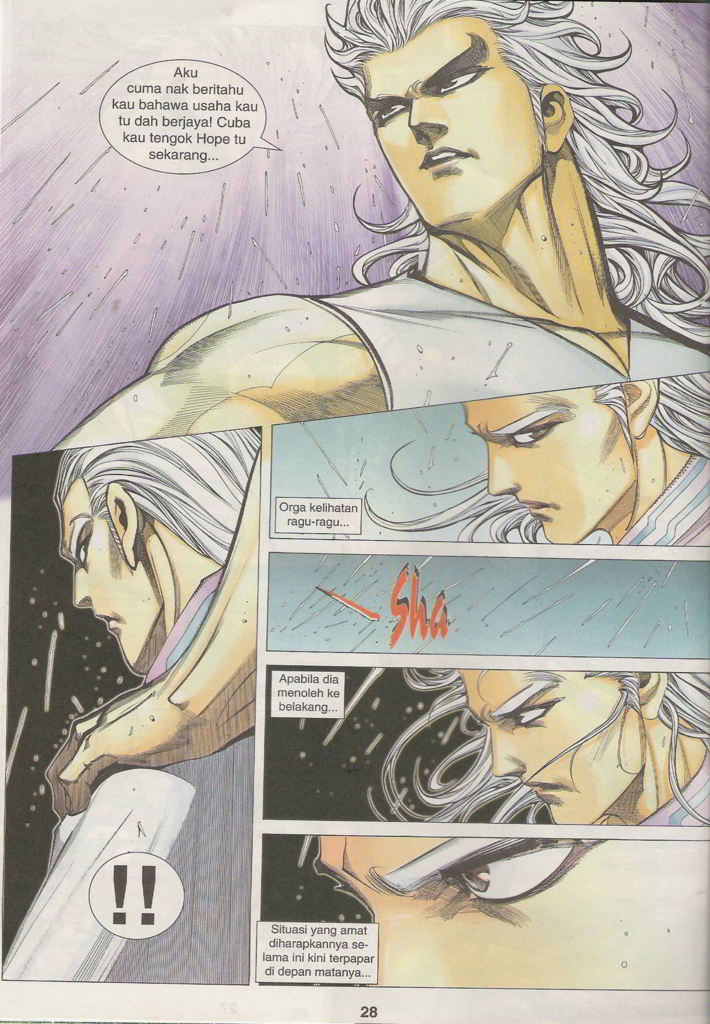 Aku
cuma nak beritahu
kau bahawa usaha kau
tu dah berjaya! Cuba
kau tengok Hope tu
sekarang...
Orga kelihatan
ragu-ragu...
Sha
Apabila dia
menoleh ke
belakang...
!!
Situasi yang amat
diharapkannya se-
lama ini kini terpapar
di depan matanya...
28